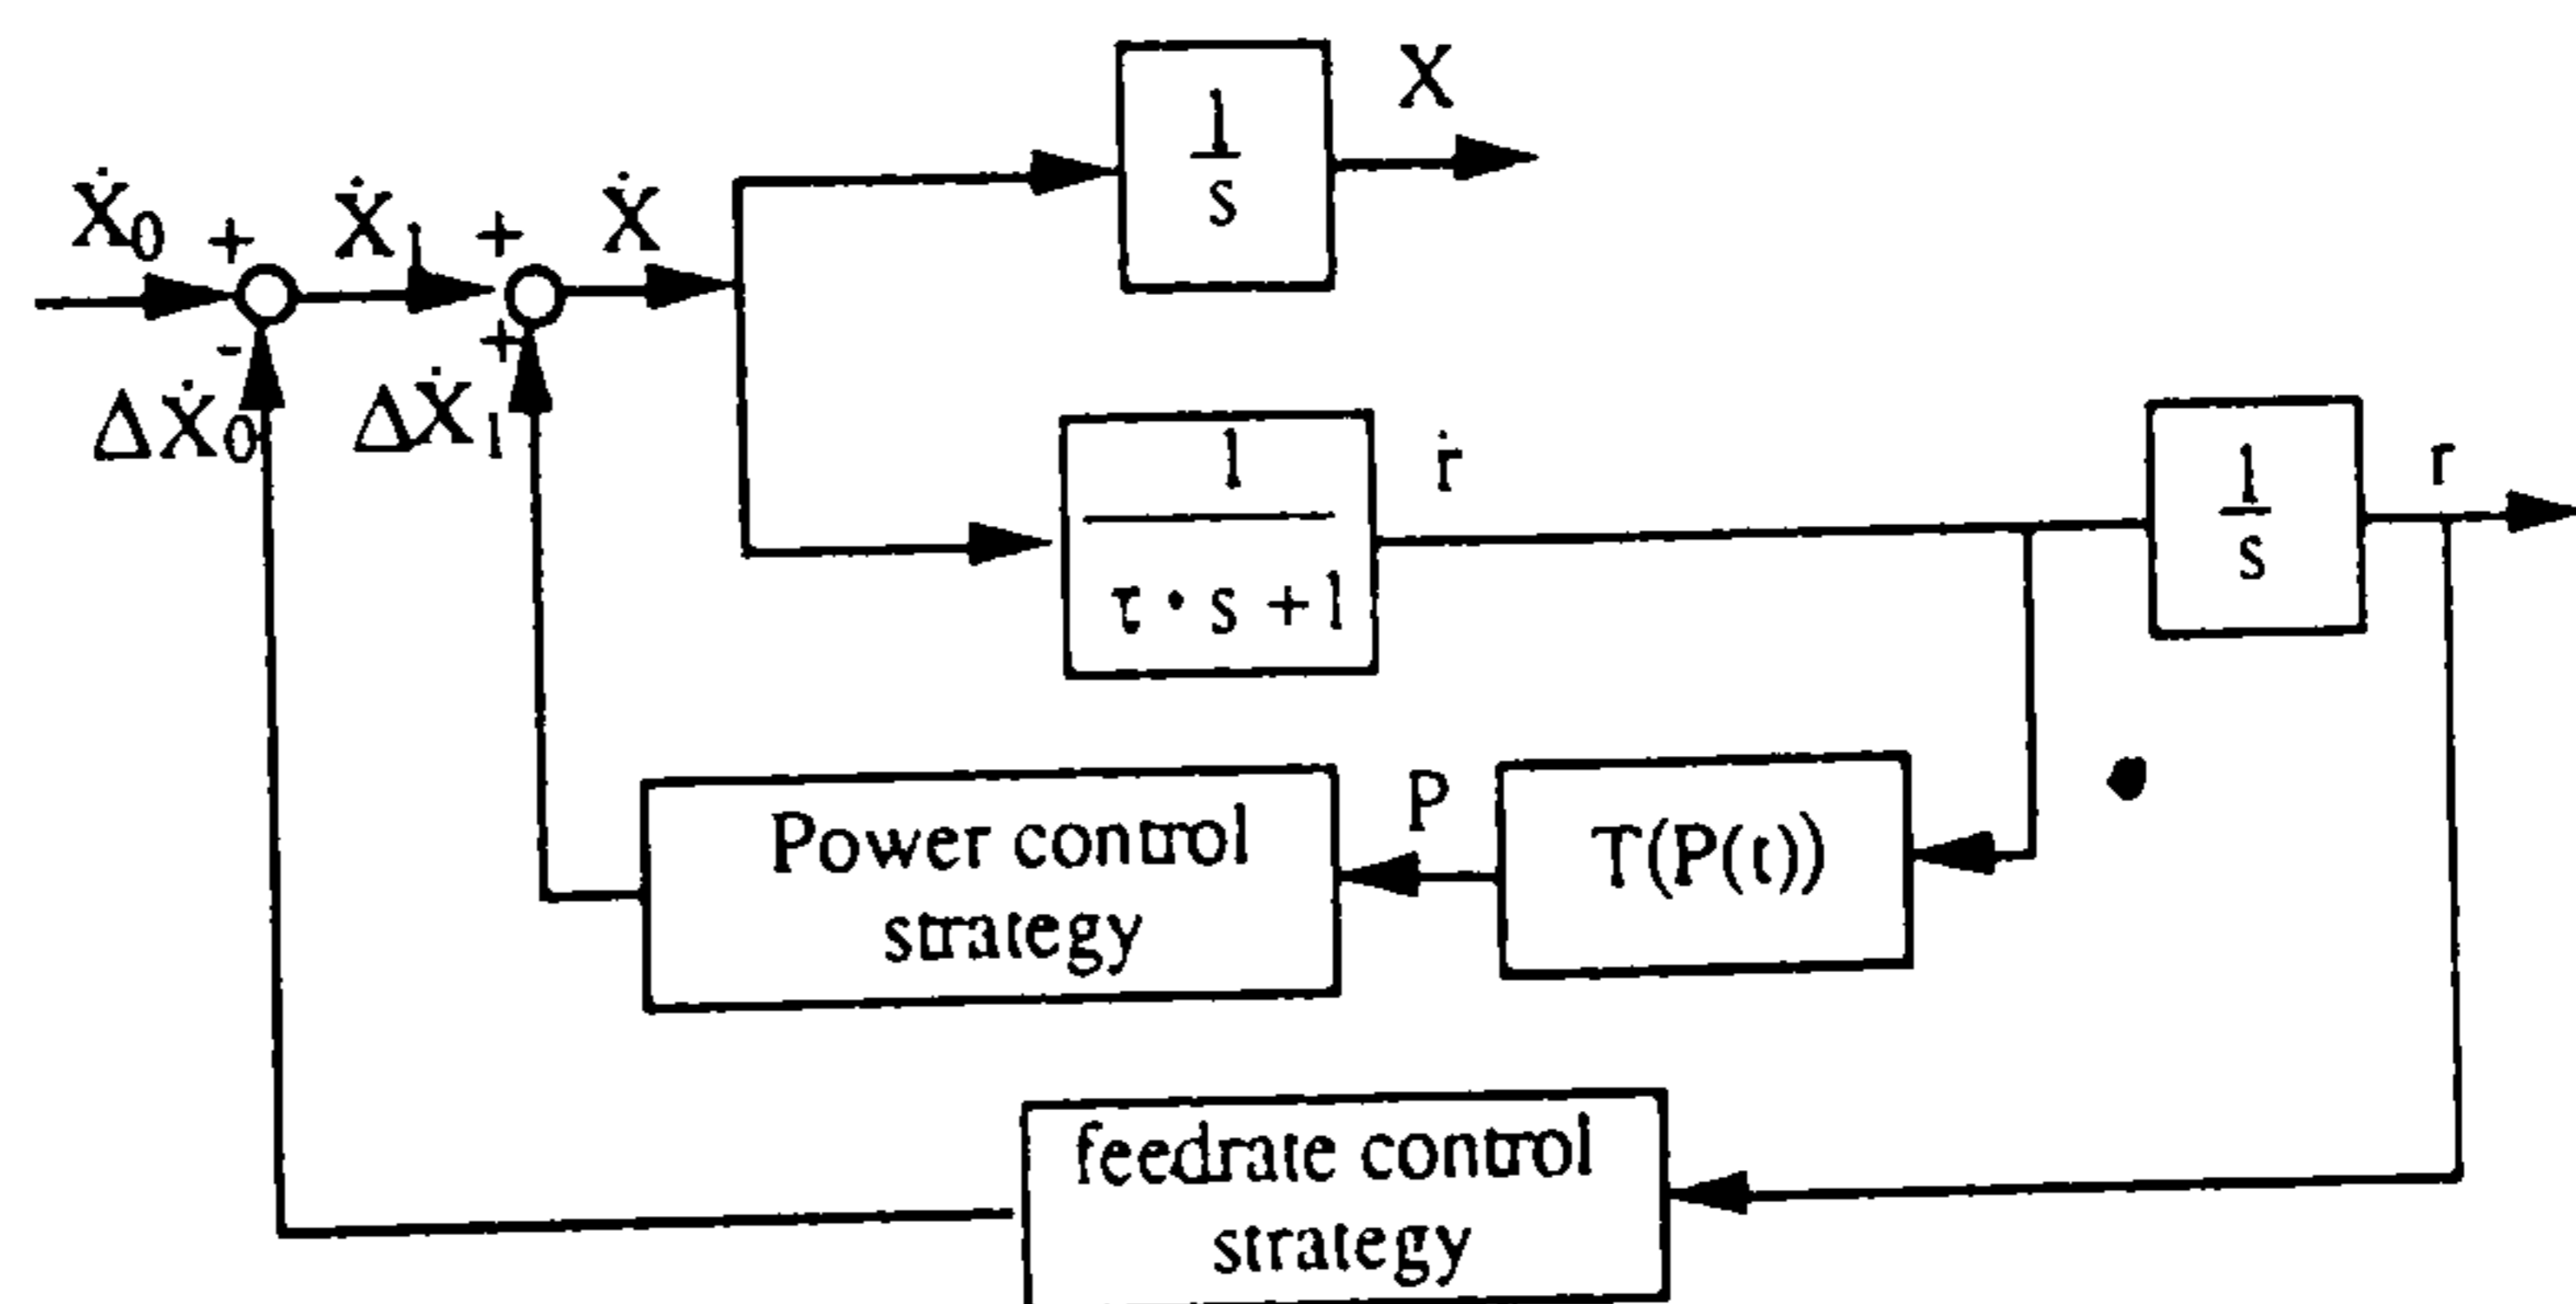 1
s
X
Ẋ0 + Ẋ1 + Ẋ
- +
ΔẊ0 ΔẊ1
1
τ · s + 1
ṙ
1
s
r
Power control
strategy
P
T(P(t))
feedrate control
strategy